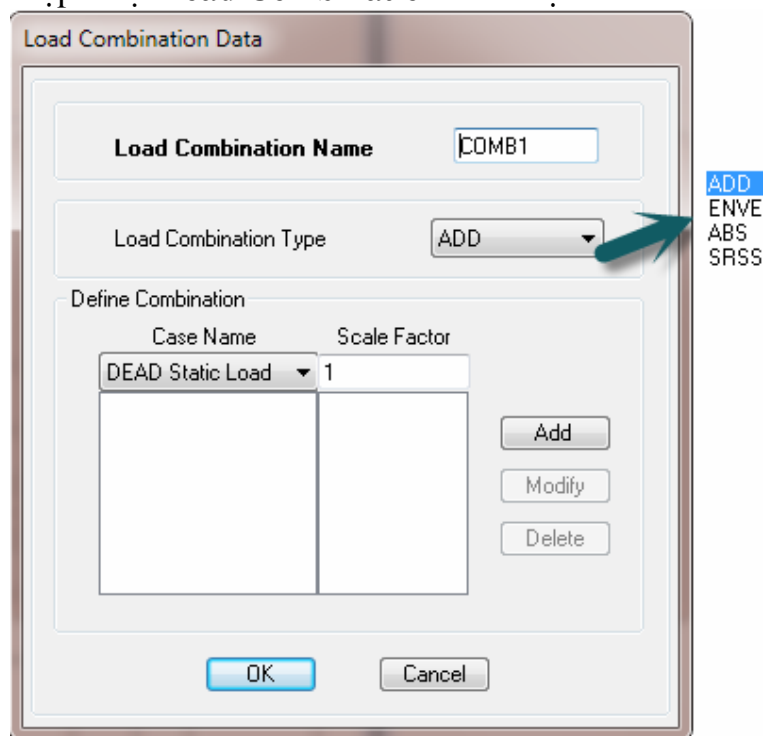 Load Combination Data
Load Combination Name COMB1
ADD
ENVE
ABS
SRSS
Load Combination Type ADD
Define Combination
Case Name Scale Factor
DEAD Static Load 1
Add
Modify
Delete
OK Cancel